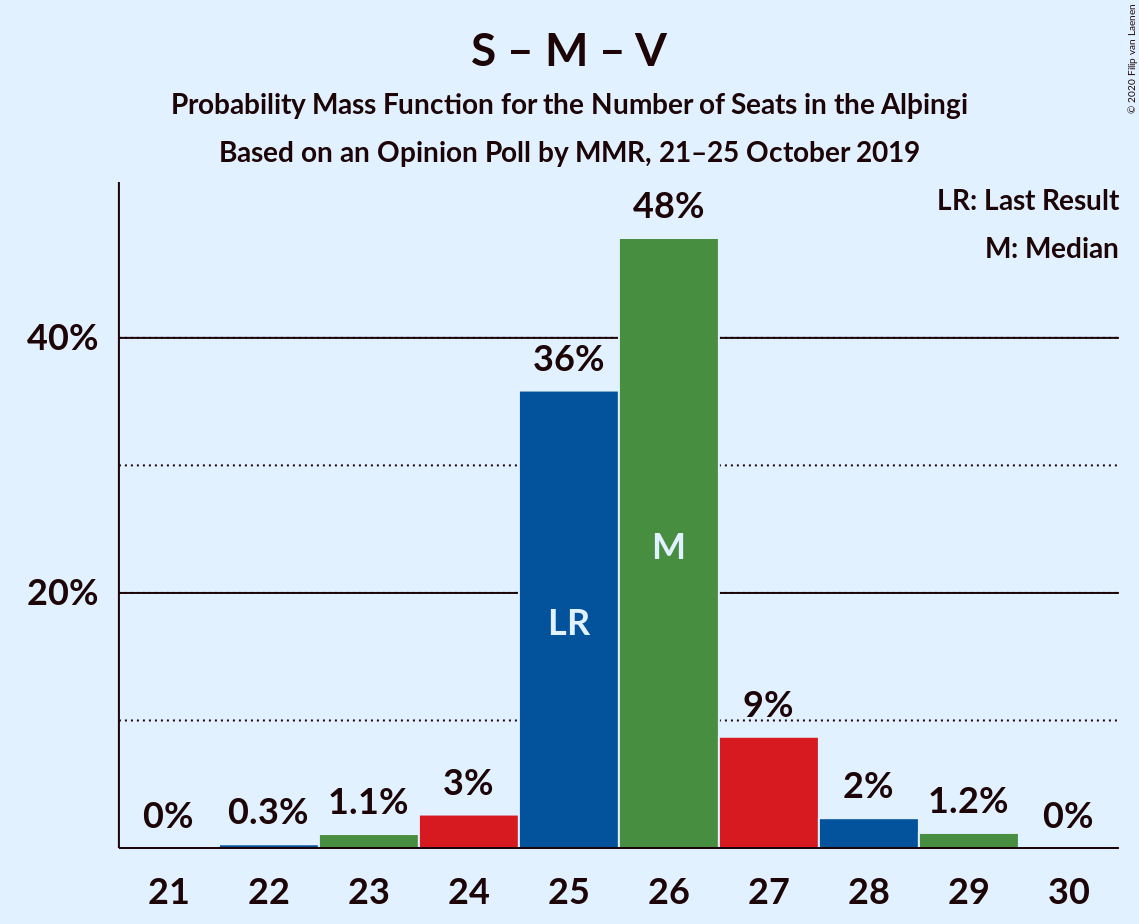 S – M – V
Probability Mass Function for the Number of Seats in the Alþingi
Based on an Opinion Poll by MMR, 21–25 October 2019
© 2020 Filip van Laenen
LR: Last Result
M: Median
48%
40%
36%
M
20%
LR
9%
3%
2%
1.1%
1.2%
0.3%
0%
0%
21 22 23 24 25 26 27 28 29 30